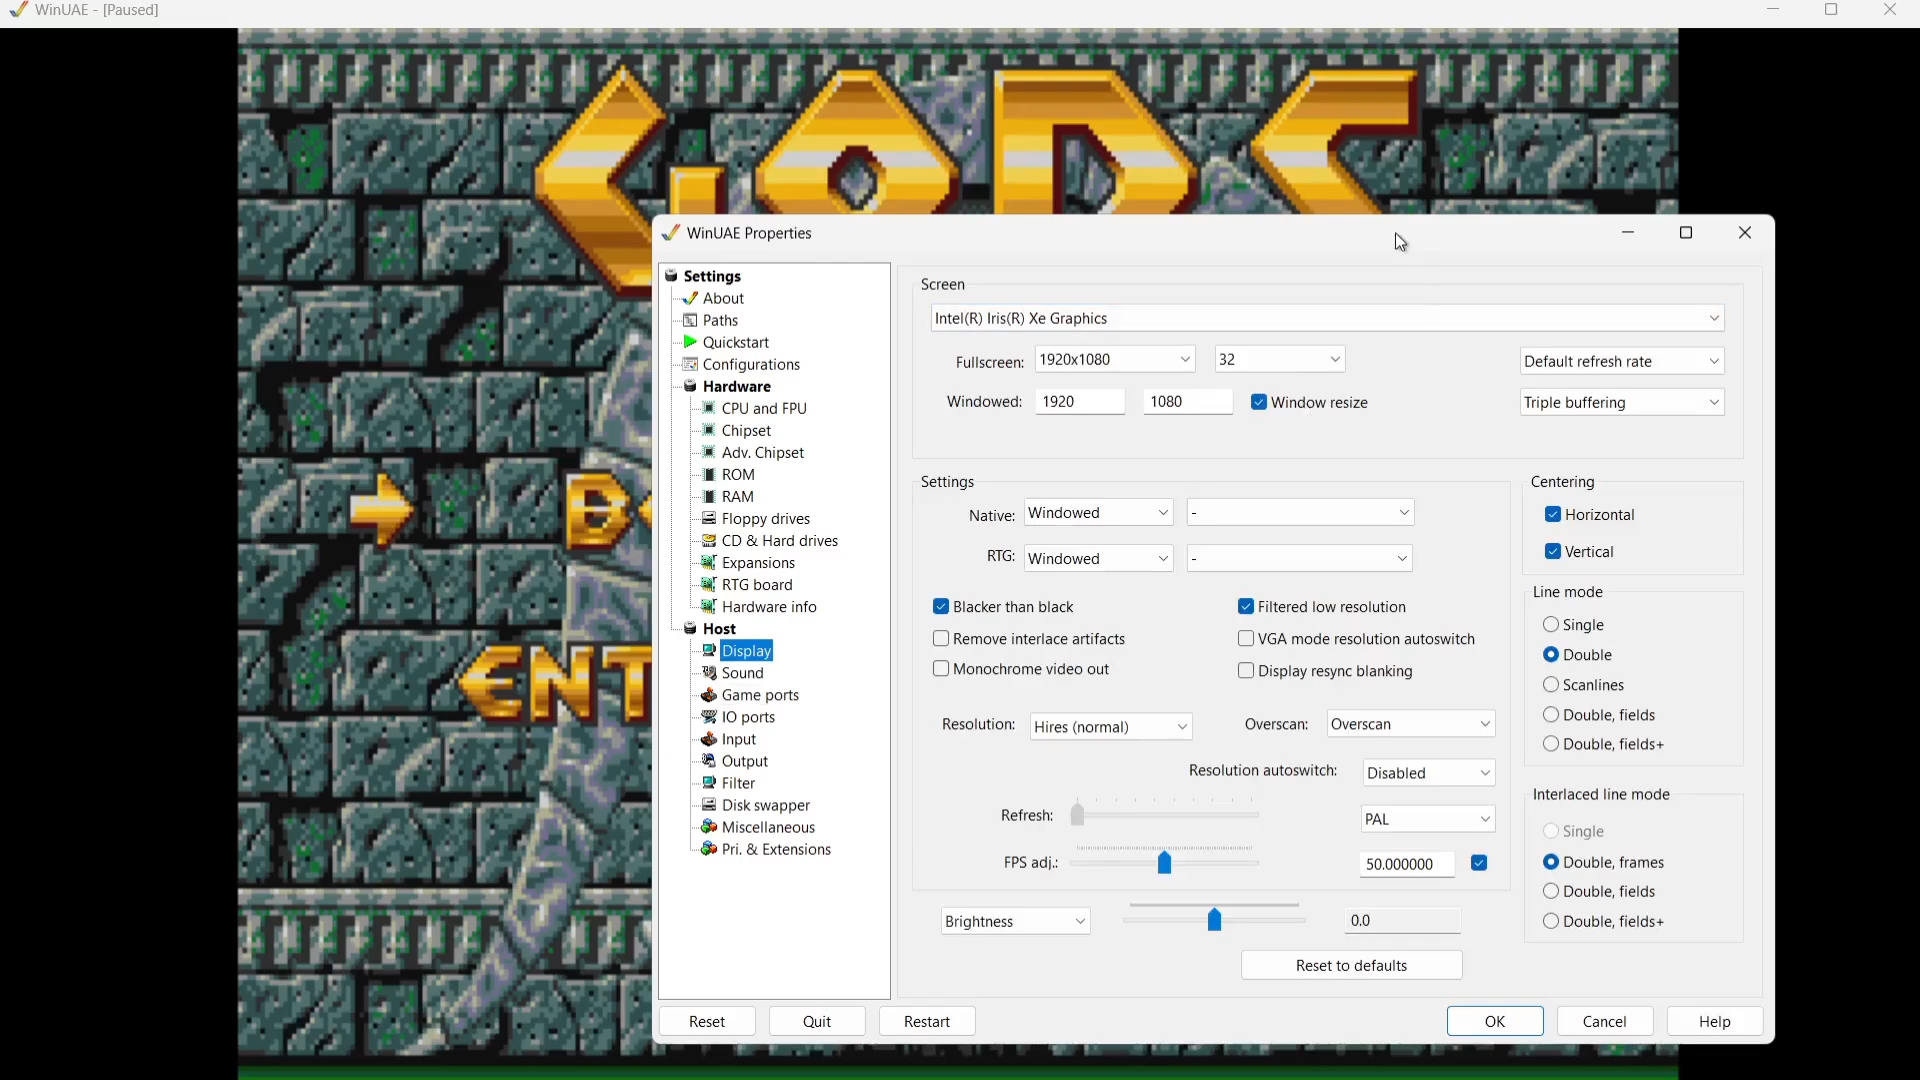 WinUAE - [Paused]
GODS
B
ENT
WinUAE Properties
Settings
About
Paths
Quickstart
Configurations
Hardware
CPU and FPU
Chipset
Adv. Chipset
ROM
RAM
Floppy drives
CD & Hard drives
Expansions
RTG board
Hardware info
Host
Display
Sound
Game ports
IO ports
Input
Output
Filter
Disk swapper
Miscellaneous
Pri. & Extensions
Screen
Intel(R) Iris(R) Xe Graphics
Fullscreen: 1920x1080 32 Default refresh rate
Windowed: 1920 1080 Window resize Triple buffering
Settings
Native: Windowed -
RTG: Windowed -
Blacker than black Filtered low resolution
Remove interlace artifacts VGA mode resolution autoswitch
Monochrome video out Display resync blanking
Resolution: Hires (normal) Overscan: Overscan
Resolution autoswitch: Disabled
Refresh: PAL
FPS adj.: 50.000000
Brightness 0.0
Reset to defaults
Centering
Horizontal
Vertical
Line mode
Single
Double
Scanlines
Double, fields
Double, fields+
Interlaced line mode
Single
Double, frames
Double, fields
Double, fields+
Reset Quit Restart OK Cancel Help